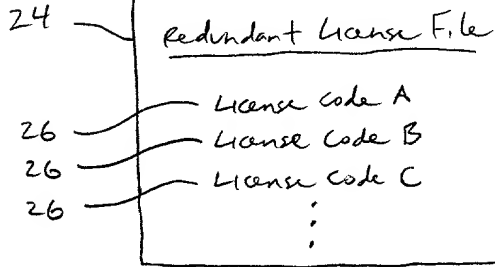 24
Redundant License File
26 License Code A
26 License Code B
26 License Code C